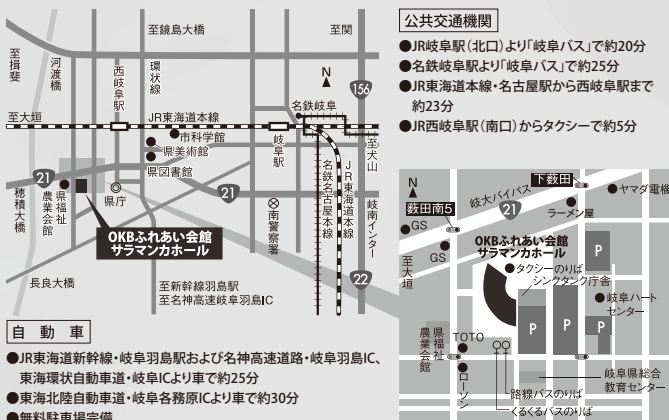 至鏡島大橋
至関
至揖斐
河渡橋
西岐阜駅
環状線
N
156
名鉄岐阜
至大垣
JR東海道本線
市科学館
県美術館
県図書館
岐阜駅
至犬山
名鉄名古屋本線
JR東海道本線
岐南インター
21
21
穂積大橋
県福祉農業会館
県庁
南警察署
OKBふれあい会館
サラマンカホール
長良大橋
至新幹線羽島駅
至名神高速岐阜羽島IC
22
自動車
●JR東海道新幹線・岐阜羽島駅および名神高速道路・岐阜羽島IC、
東海環状自動車道・岐阜ICより車で約25分
●東海北陸自動車道・岐阜各務原ICより車で約30分
●無料駐車場完備
公共交通機関
●JR岐阜駅(北口)より「岐阜バス」で約20分
●名鉄岐阜駅より「岐阜バス」で約25分
●JR東海道本線・名古屋駅から西岐阜駅まで
約23分
●JR西岐阜駅(南口)からタクシーで約5分
N
下薮田
ヤマダ電機
岐大バイパス
21
薮田南5
ラーメン屋
GS
GS
至大垣
OKBふれあい会館
サラマンカホール
タクシーのりば
シンクタンク庁舎
P
岐阜ハート
センター
P
P
P
県福祉
農業会館
TOTO
ローソン
岐阜県総合
教育センター
路線バスのりば
くるくるバスのりば